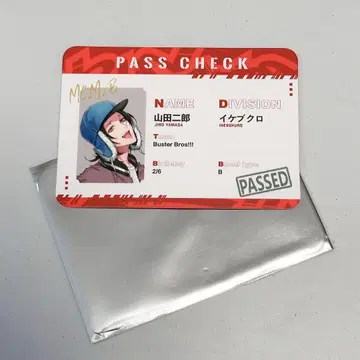 PASS CHECK
M.C.M.B
NAME
山田二郎
JIRO YAMADA
DIVISION
イケブクロ
IKEBUKURO
Team
Buster Bros!!!
Birthday
2/6
Blood type
B
PASSED